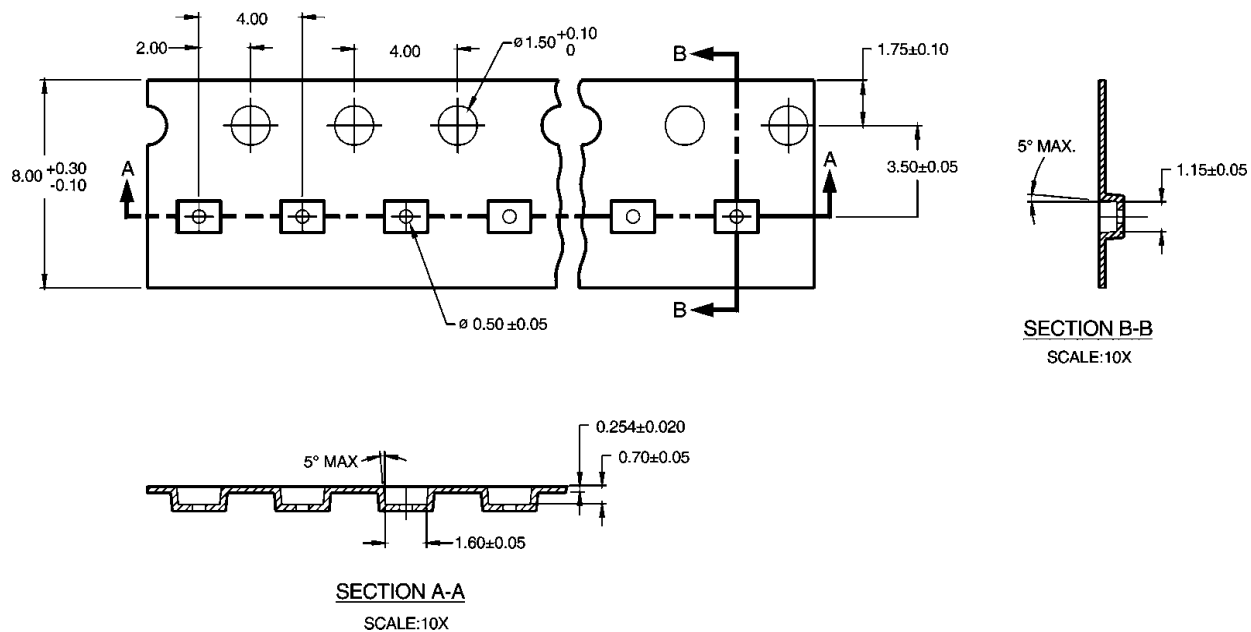 4.00
2.00
ø1.50 +0.10
0
4.00
B
1.75±0.10
8.00 +0.30
-0.10
A
A
3.50±0.05
5° MAX.
1.15±0.05
ø 0.50 ±0.05
B
SECTION B-B
SCALE:10X
0.254±0.020
5° MAX
0.70±0.05
1.60±0.05
SECTION A-A
SCALE:10X